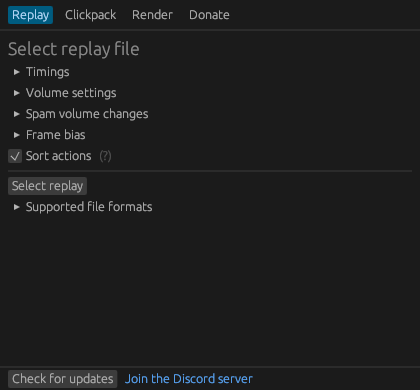 Replay Clickpack Render Donate
Select replay file
Timings
Volume settings
Spam volume changes
Frame bias
Sort actions (?)
Select replay
Supported file formats
Check for updates Join the Discord server